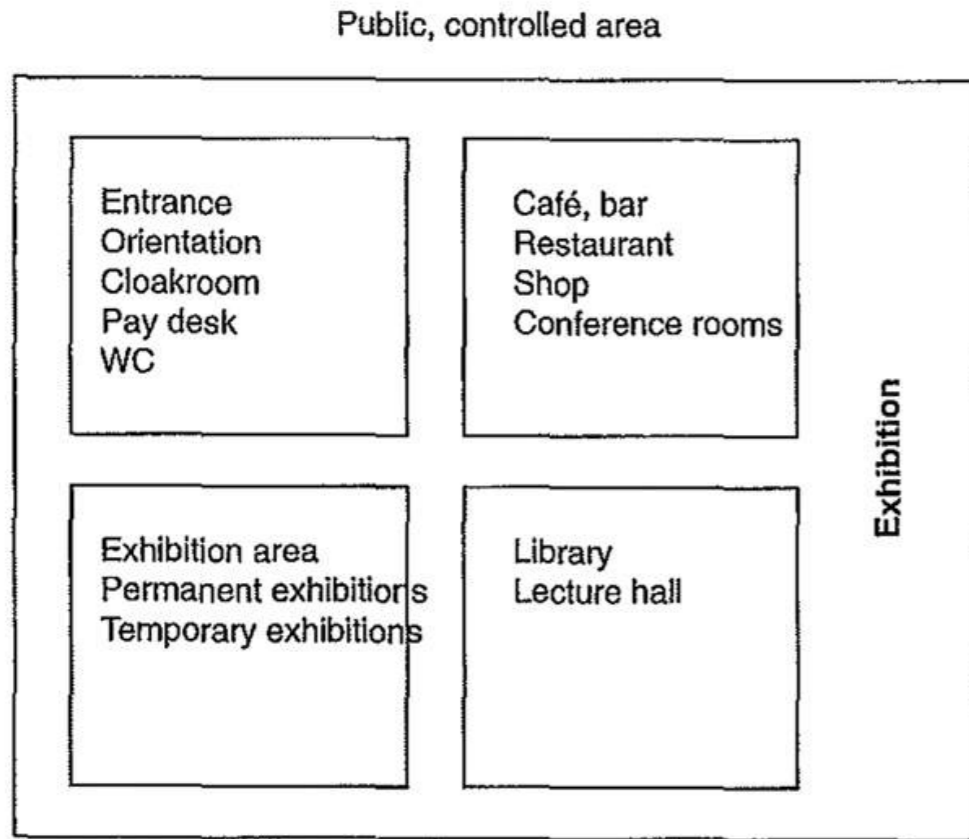 Public, controlled area
Entrance
Orientation
Cloakroom
Pay desk
WC
Café, bar
Restaurant
Shop
Conference rooms
Exhibition
Exhibition area
Permanent exhibitions
Temporary exhibitions
Library
Lecture hall